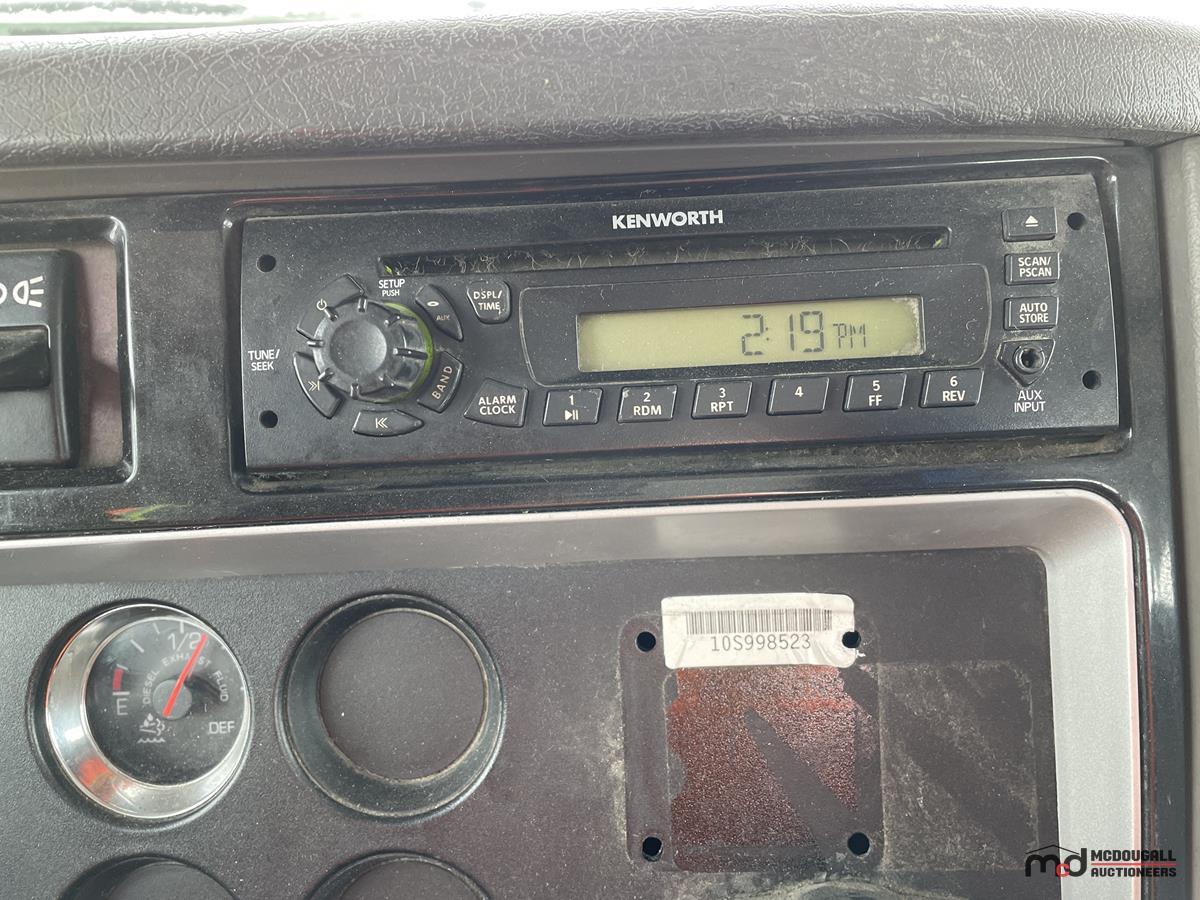 KENWORTH
SETUP
PUSH
AUX
DSPL/
TIME
SCAN/
PSCAN
AUTO
STORE
2:19 PM
TUNE/
SEEK
BAND
ALARM
CLOCK
1
2
RDM
3
RPT
4
5
FF
6
REV
AUX
INPUT
10S998523
1/2
E
DIESEL EXHAUST FLUID
DEF
mcd
MCDOUGALL
AUCTIONEERS